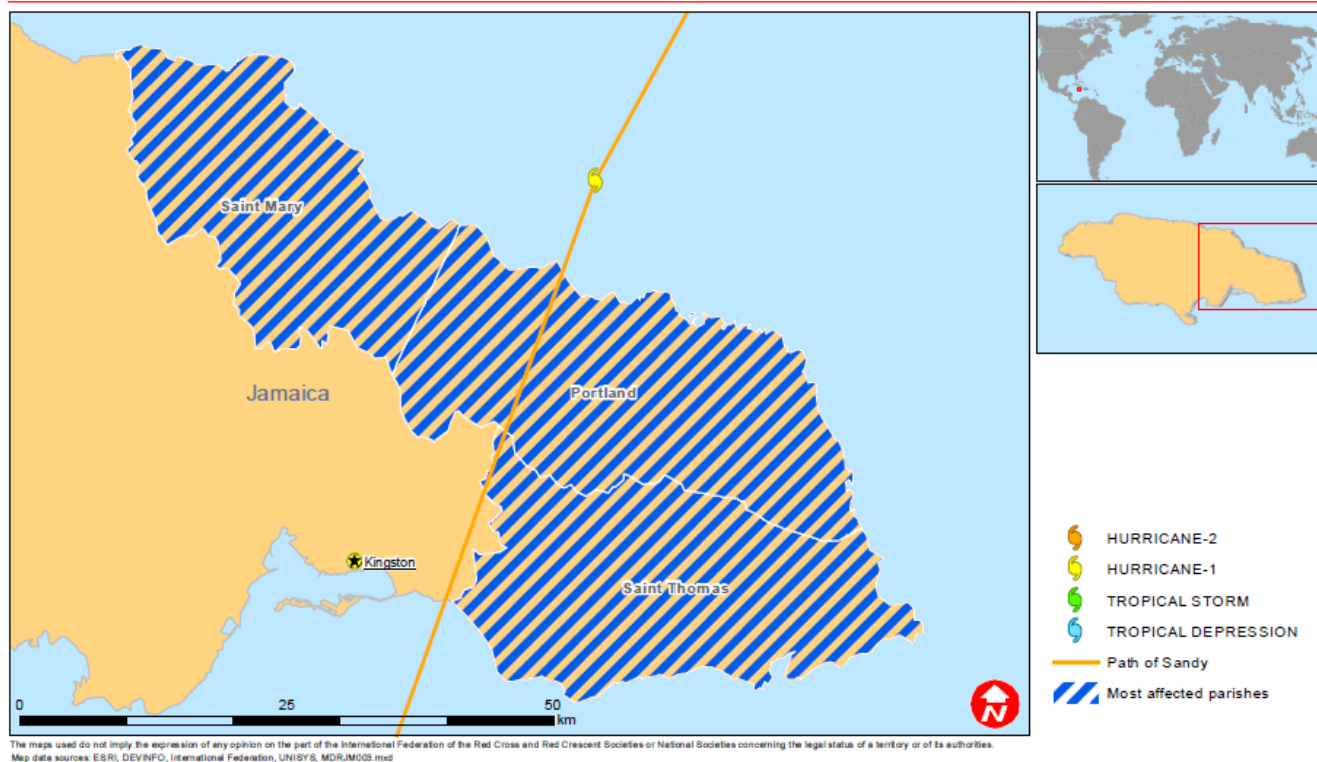 Saint Mary
Portland
Jamaica
Kingston
Saint Thomas
0 25 50
km
N
HURRICANE-2
HURRICANE-1
TROPICAL STORM
TROPICAL DEPRESSION
Path of Sandy
Most affected parishes
The maps used do not imply the expression of any opinion on the part of the International Federation of the Red Cross and Red Crescent Societies or National Societies concerning the legal status of a territory or of its authorities.
Map data sources: ESRI, DEVINFO, International Federation, UNISYS, MDRJM003.mxd